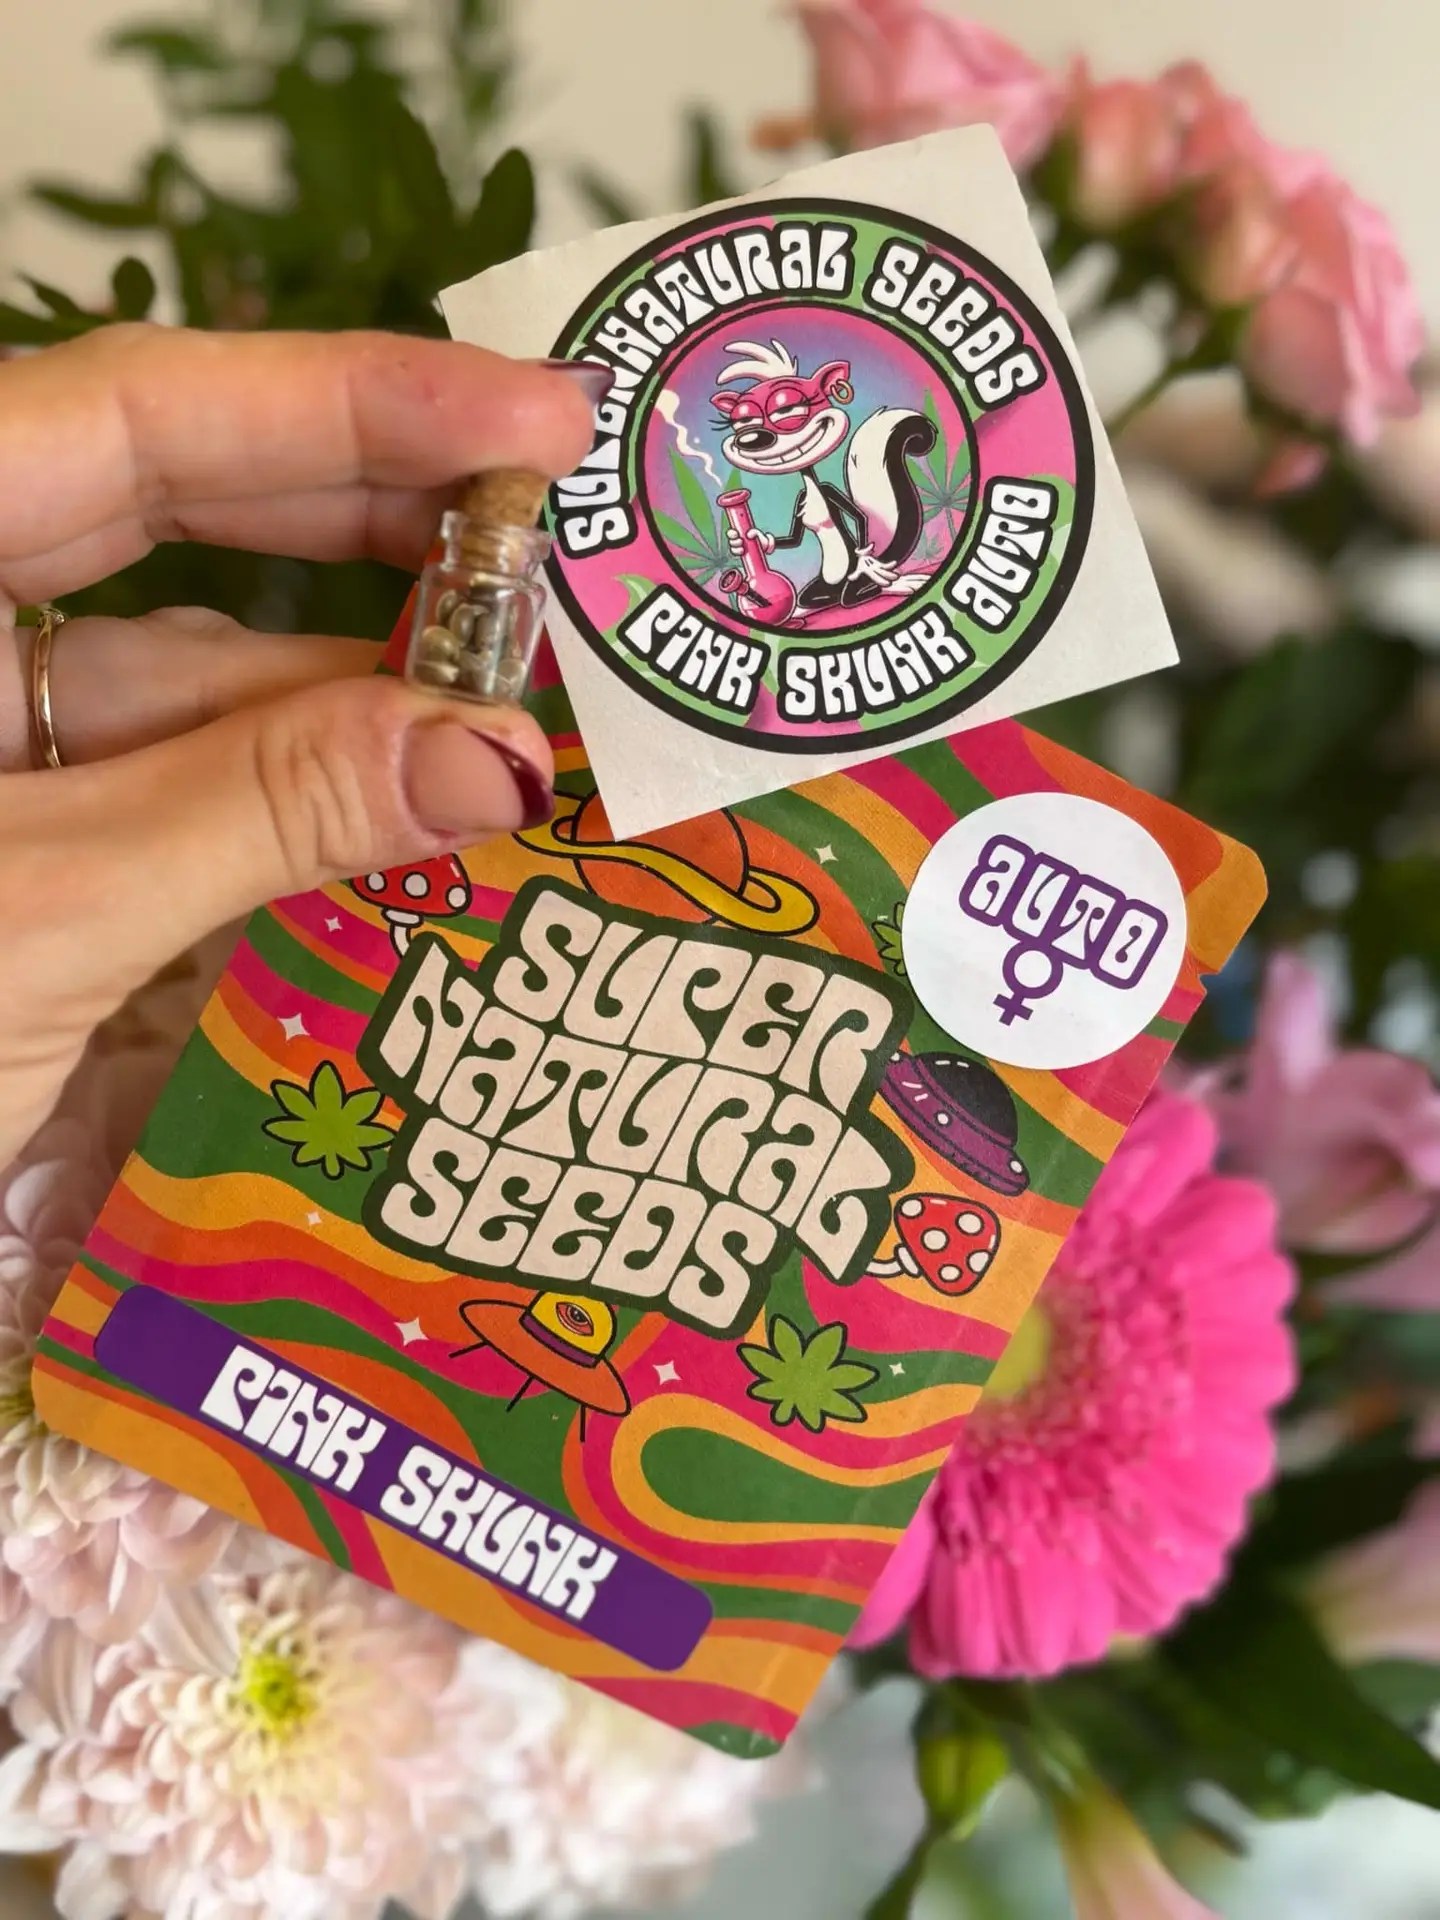 SUPERNATURAL SEEDS
PINK SKUNK AUTO
AUTO
SUPER
NATURAL
SEEDS
PINK SKUNK